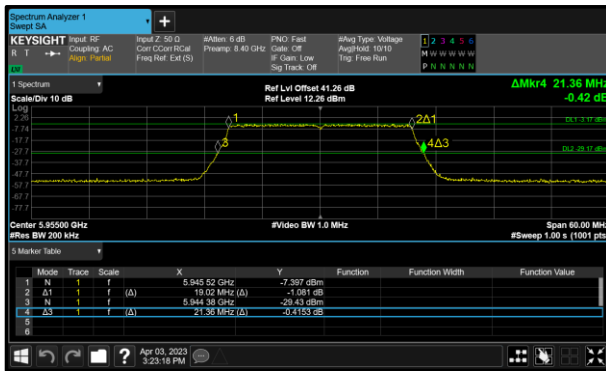 Spectrum Analyzer 1
Swept SA
KEYSIGHT Input: RF Input Z: 50 Ω #Atten: 6 dB PNO: Fast #Avg Type: Voltage 1 2 3 4 5 6
R T Coupling: AC Corr CCorr RCal Preamp: 8.40 GHz Gate: Off Avg|Hold: 10/10 M W W W W W
Align: Partial Freq Ref: Ext (S) IF Gain: Low Trig: Free Run
Sig Track: Off P N N N N N
1 Spectrum Ref Lvl Offset 41.26 dB ΔMkr4 21.36 MHz
Scale/Div 10 dB Ref Level 12.26 dBm -0.42 dB
Log
2.26 1 2Δ1 DL1 -3.17 dBm
-7.74
-17.7 3 4Δ3
-27.7 DL2 -29.17 dBm
-37.7
-47.7
-57.7
-67.7
-77.7
Center 5.95500 GHz #Video BW 1.0 MHz Span 60.00 MHz
#Res BW 200 kHz #Sweep 1.00 s (1001 pts
5 Marker Table
Mode Trace Scale X Y Function Function Width Function Value
1 N 1 f 5.945 52 GHz -7.397 dBm
2 Δ1 1 f (Δ) 19.02 MHz (Δ) -1.081 dB
3 N 1 f 5.944 38 GHz -29.43 dBm
4 Δ3 1 f (Δ) 21.36 MHz (Δ) -0.4153 dB
5
6
? Apr 03, 2023
3:23:18 PM